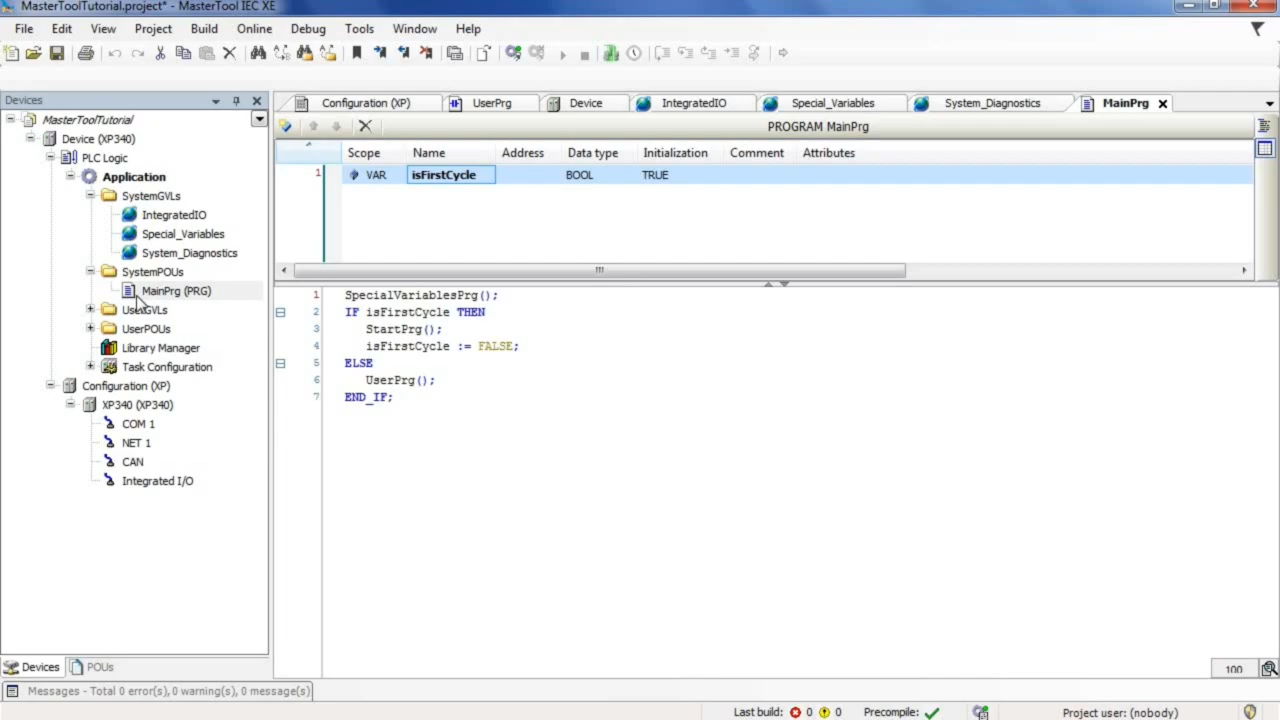 MasterToolTutorial.project* - MasterTool IEC XE
File Edit View Project Build Online Debug Tools Window Help
Devices
MasterToolTutorial
Device (XP340)
PLC Logic
Application
SystemGVLs
IntegratedIO
Special_Variables
System_Diagnostics
SystemPOUs
MainPrg (PRG)
UserGVLs
UserPOUs
Library Manager
Task Configuration
Configuration (XP)
XP340 (XP340)
COM 1
NET 1
CAN
Integrated I/O
Devices POUs
Configuration (XP) UserPrg Device IntegratedIO Special_Variables System_Diagnostics MainPrg
PROGRAM MainPrg
Scope Name Address Data type Initialization Comment Attributes
1 VAR isFirstCycle BOOL TRUE
1 SpecialVariablesPrg();
2 IF isFirstCycle THEN
3 StartPrg();
4 isFirstCycle := FALSE;
5 ELSE
6 UserPrg();
7 END_IF;
100
Messages - Total 0 error(s), 0 warning(s), 0 message(s)
Last build: 0 0 Precompile: Project user: (nobody)